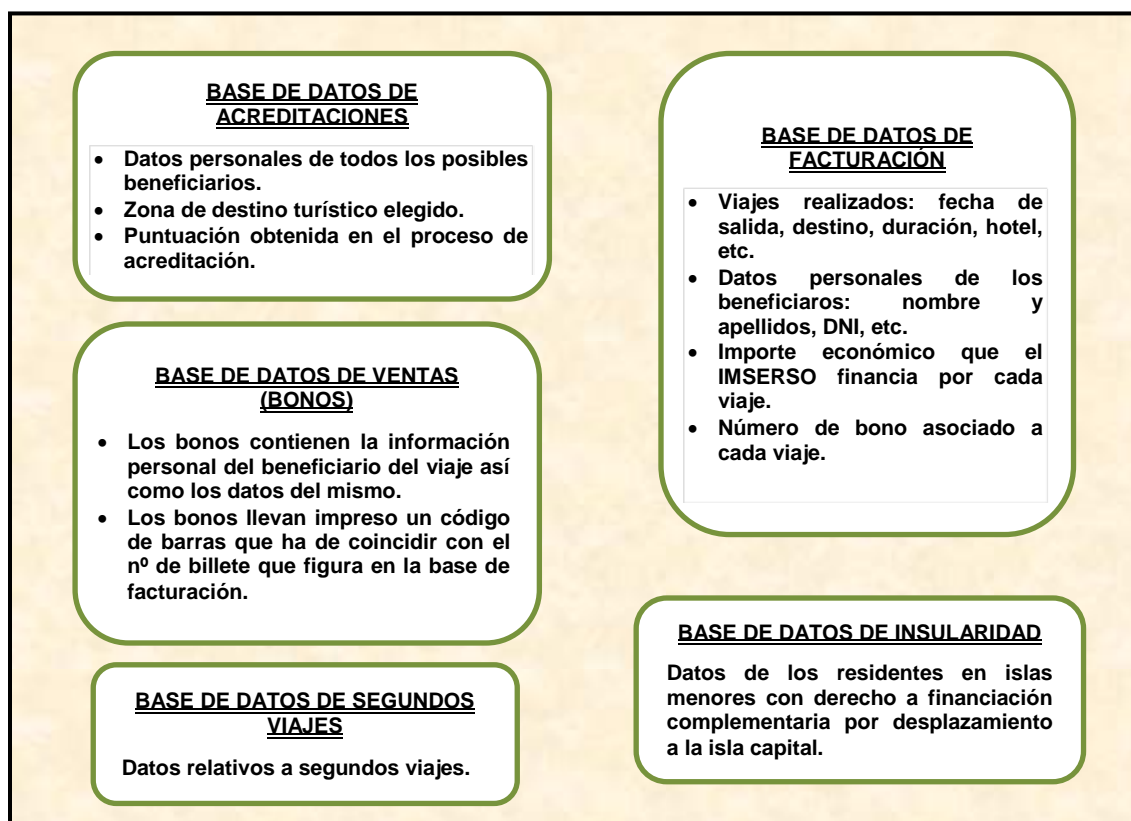 BASE DE DATOS DE
ACREDITACIONES
• Datos personales de todos los posibles
beneficiarios.
• Zona de destino turístico elegido.
• Puntuación obtenida en el proceso de
acreditación.
BASE DE DATOS DE VENTAS
(BONOS)
• Los bonos contienen la información
personal del beneficiario del viaje así
como los datos del mismo.
• Los bonos llevan impreso un código
de barras que ha de coincidir con el
nº de billete que figura en la base de
facturación.
BASE DE DATOS DE SEGUNDOS
VIAJES
Datos relativos a segundos viajes.
BASE DE DATOS DE
FACTURACIÓN
• Viajes realizados: fecha de
salida, destino, duración, hotel,
etc.
• Datos personales de los
beneficiaros: nombre y
apellidos, DNI, etc.
• Importe económico que el
IMSERSO financia por cada
viaje.
• Número de bono asociado a
cada viaje.
BASE DE DATOS DE INSULARIDAD
Datos de los residentes en islas
menores con derecho a financiación
complementaria por desplazamiento
a la isla capital.